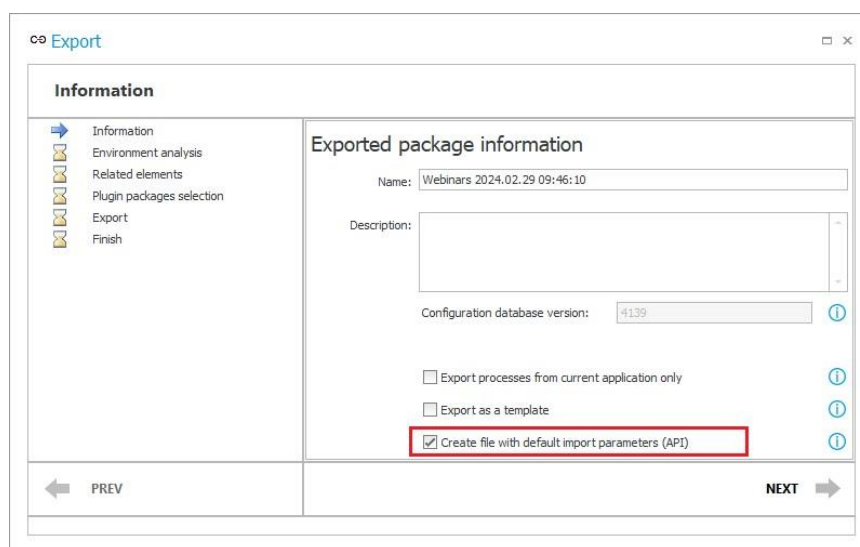 Export
Information
Information
Environment analysis
Related elements
Plugin packages selection
Export
Finish
Exported package information
Name: Webinars 2024.02.29 09:46:10
Description:
Configuration database version: 4139
Export processes from current application only
Export as a template
Create file with default import parameters (API)
PREV
NEXT